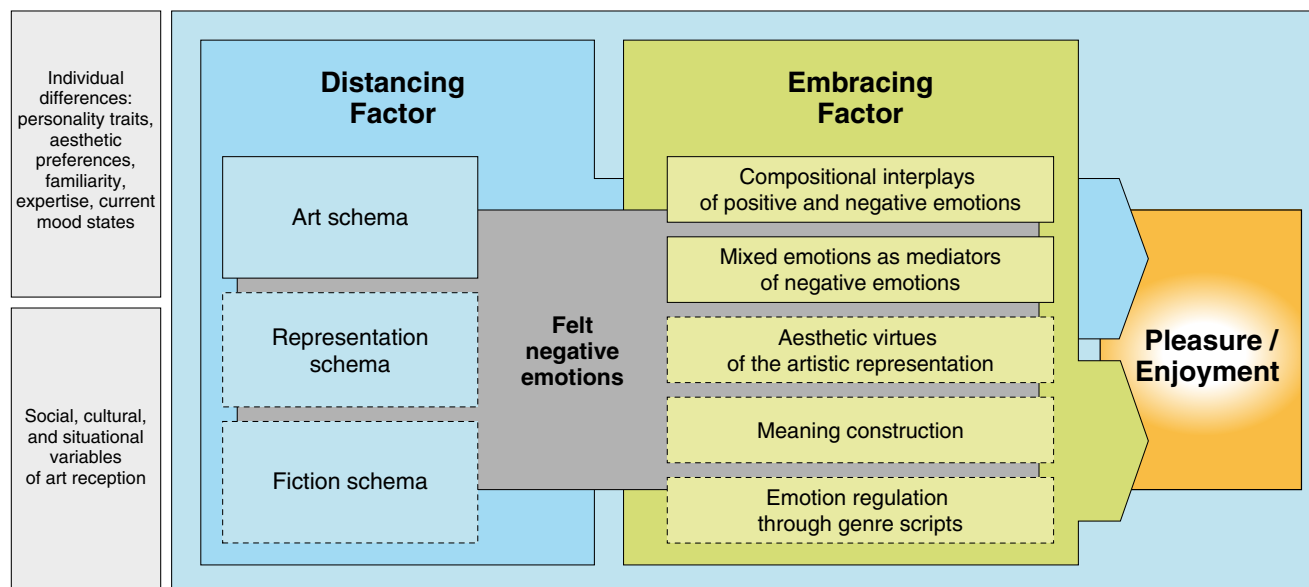 Individual
differences:
personality traits,
aesthetic
preferences,
familiarity,
expertise, current
mood states
Social, cultural,
and situational
variables
of art reception
Distancing
Factor
Art schema
Representation
schema
Fiction schema
Felt
negative
emotions
Embracing
Factor
Compositional interplays
of positive and negative emotions
Mixed emotions as mediators
of negative emotions
Aesthetic virtues
of the artistic representation
Meaning construction
Emotion regulation
through genre scripts
Pleasure /
Enjoyment